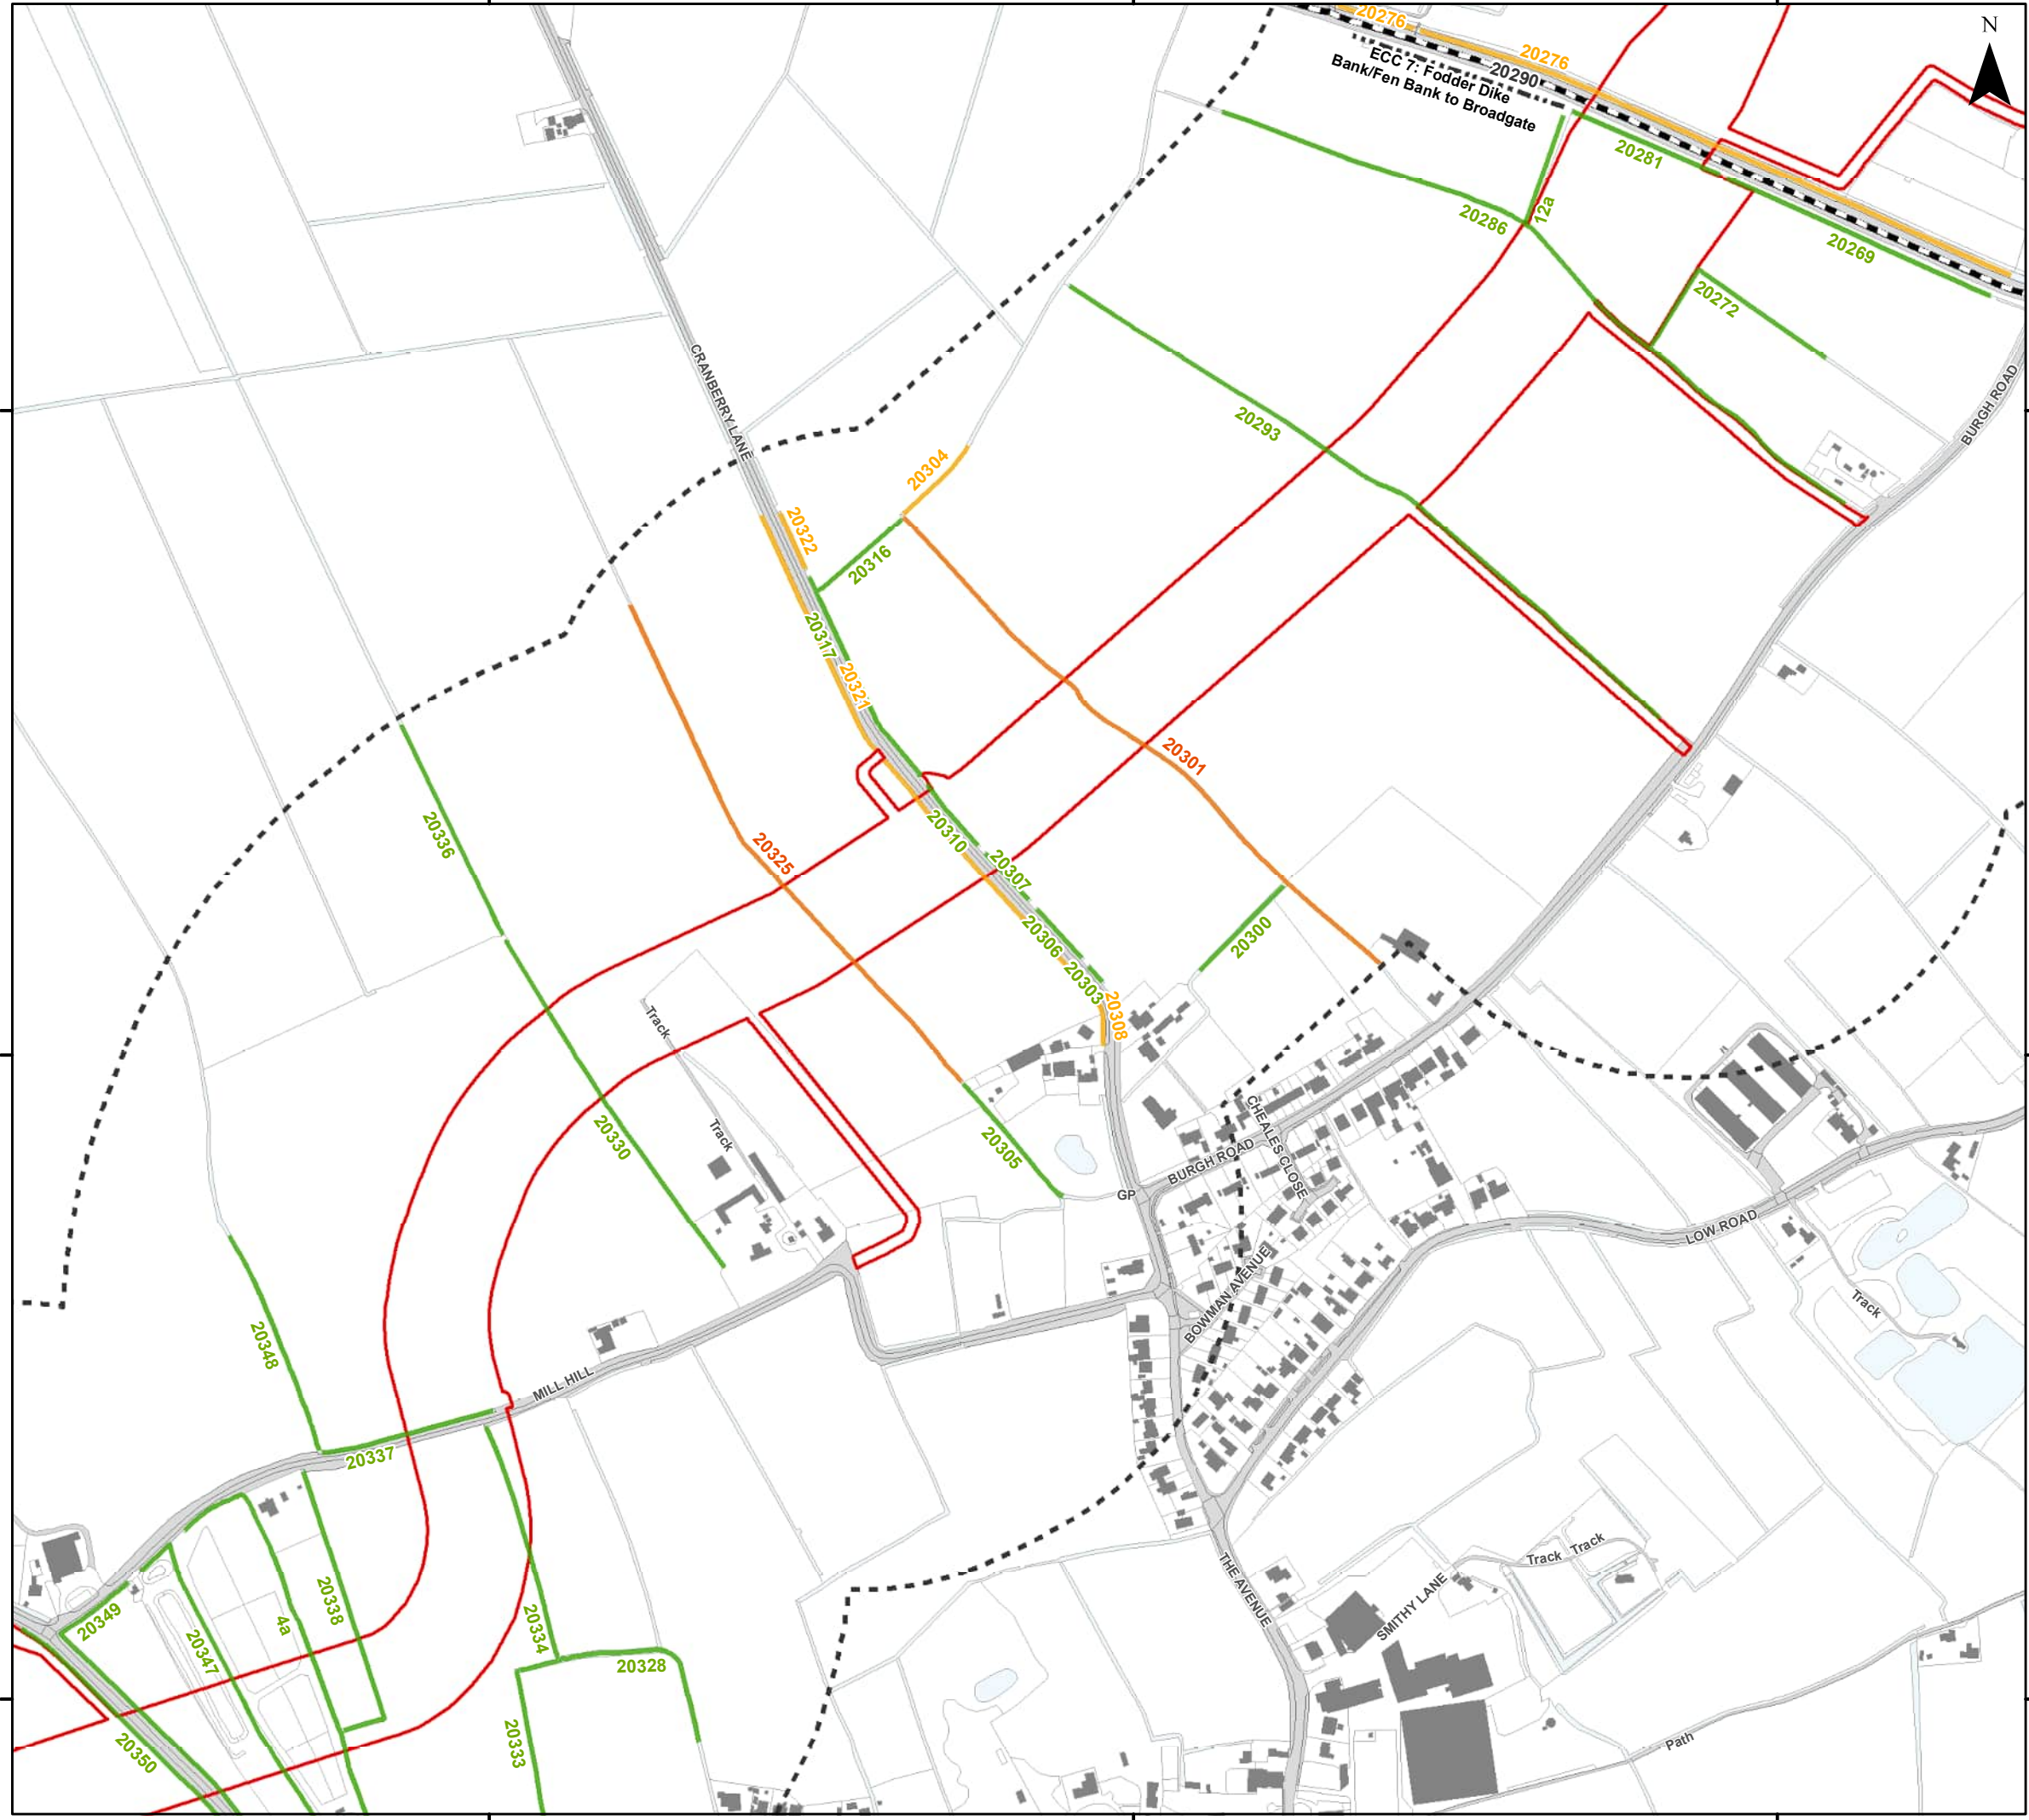 20276
20276
N
20290
ECC 7: Fodder Dike
Bank/Fen Bank to Broadgate
20281
12a
20286
20269
20272
CRANBERRY LANE
BURGH ROAD
20293
20304
20322
20316
20317
20321
20301
20336
20325
20310
20307
20306
20300
20303
20308
Track
Track
20330
20305
CHEALES CLOSE
BURGH ROAD
GP
LOW ROAD
BOWMAN AVENUE
Track
20348
MILL HILL
20337
THE AVENUE
Track
Track
SMITHY LANE
20349
20347
4a
20338
20334
20328
20350
20333
Path